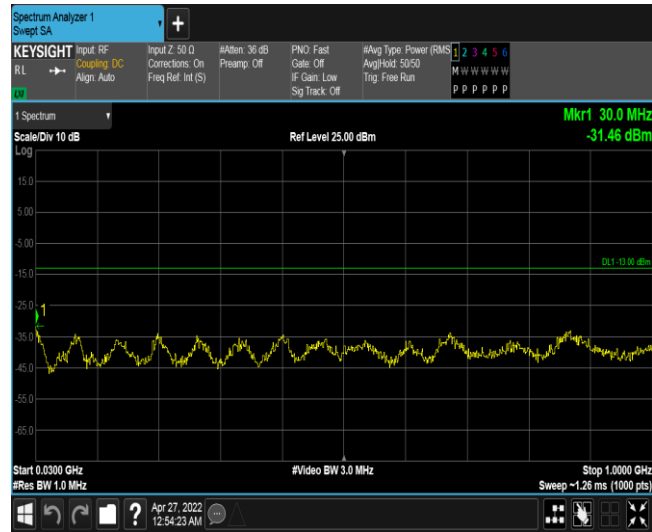 Spectrum Analyzer 1
Swept SA
+
KEYSIGHT Input: RF Input Z: 50 Ω #Atten: 36 dB PNO: Fast #Avg Type: Power (RMS 1 2 3 4 5 6
RL Coupling: DC Corrections: On Preamp: Off Gate: Off Avg|Hold: 50/50 M W W W W W
Align: Auto Freq Ref: Int (S) IF Gain: Low Trig: Free Run
Sig Track: Off P P P P P P
1 Spectrum Mkr1 30.0 MHz
Scale/Div 10 dB Ref Level 25.00 dBm -31.46 dBm
Log
15.0
5.00
-5.00
DL1 -13.00 dBm
-15.0
-25.0
1
-35.0
-45.0
-55.0
-65.0
Start 0.0300 GHz #Video BW 3.0 MHz Stop 1.0000 GHz
#Res BW 1.0 MHz Sweep ~1.26 ms (1000 pts)
? Apr 27, 2022
12:54:23 AM